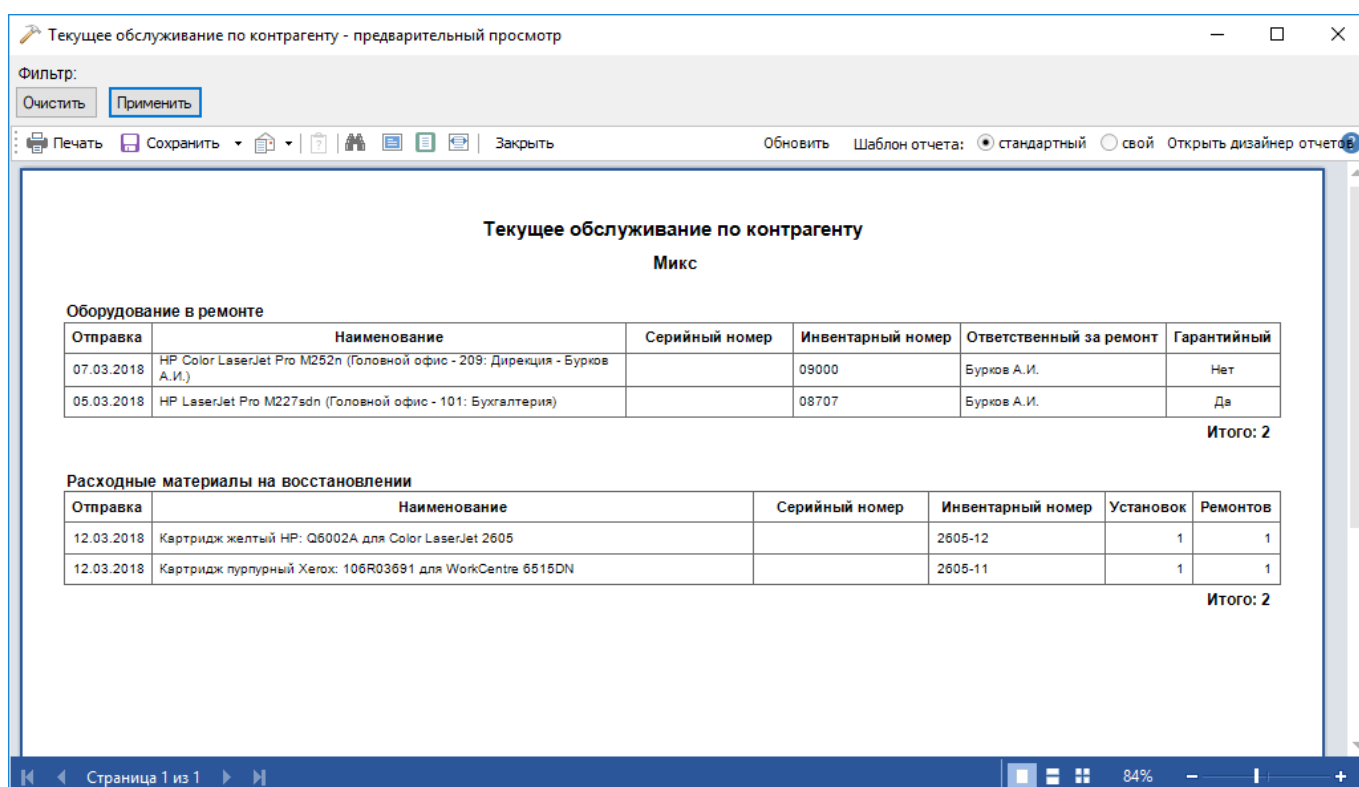 Текущее обслуживание по контрагенту - предварительный просмотр
Фильтр:
Очистить Применить
Печать Сохранить Закрыть Обновить Шаблон отчета: стандартный свой Открыть дизайнер отчетов
Текущее обслуживание по контрагенту
Микс
Оборудование в ремонте
Отправка Наименование Серийный номер Инвентарный номер Ответственный за ремонт Гарантийный
07.03.2018 HP Color LaserJet Pro M252n (Головной офис - 209: Дирекция - Бурков А.И.) 09000 Бурков А.И. Нет
05.03.2018 HP LaserJet Pro M227sdn (Головной офис - 101: Бухгалтерия) 08707 Бурков А.И. Да
Итого: 2
Расходные материалы на восстановлении
Отправка Наименование Серийный номер Инвентарный номер Установок Ремонтов
12.03.2018 Картридж желтый HP: Q6002A для Color LaserJet 2605 2605-12 1 1
12.03.2018 Картридж пурпурный Xerox: 106R03691 для WorkCentre 6515DN 2605-11 1 1
Итого: 2
Страница 1 из 1 84%